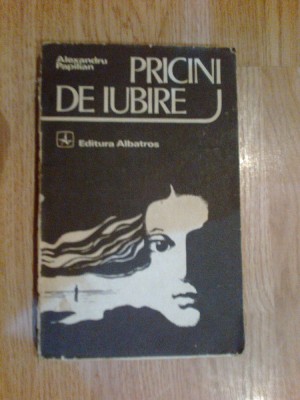 Alexandru
Papilian
PRICINI
DE IUBIRE
Editura Albatros